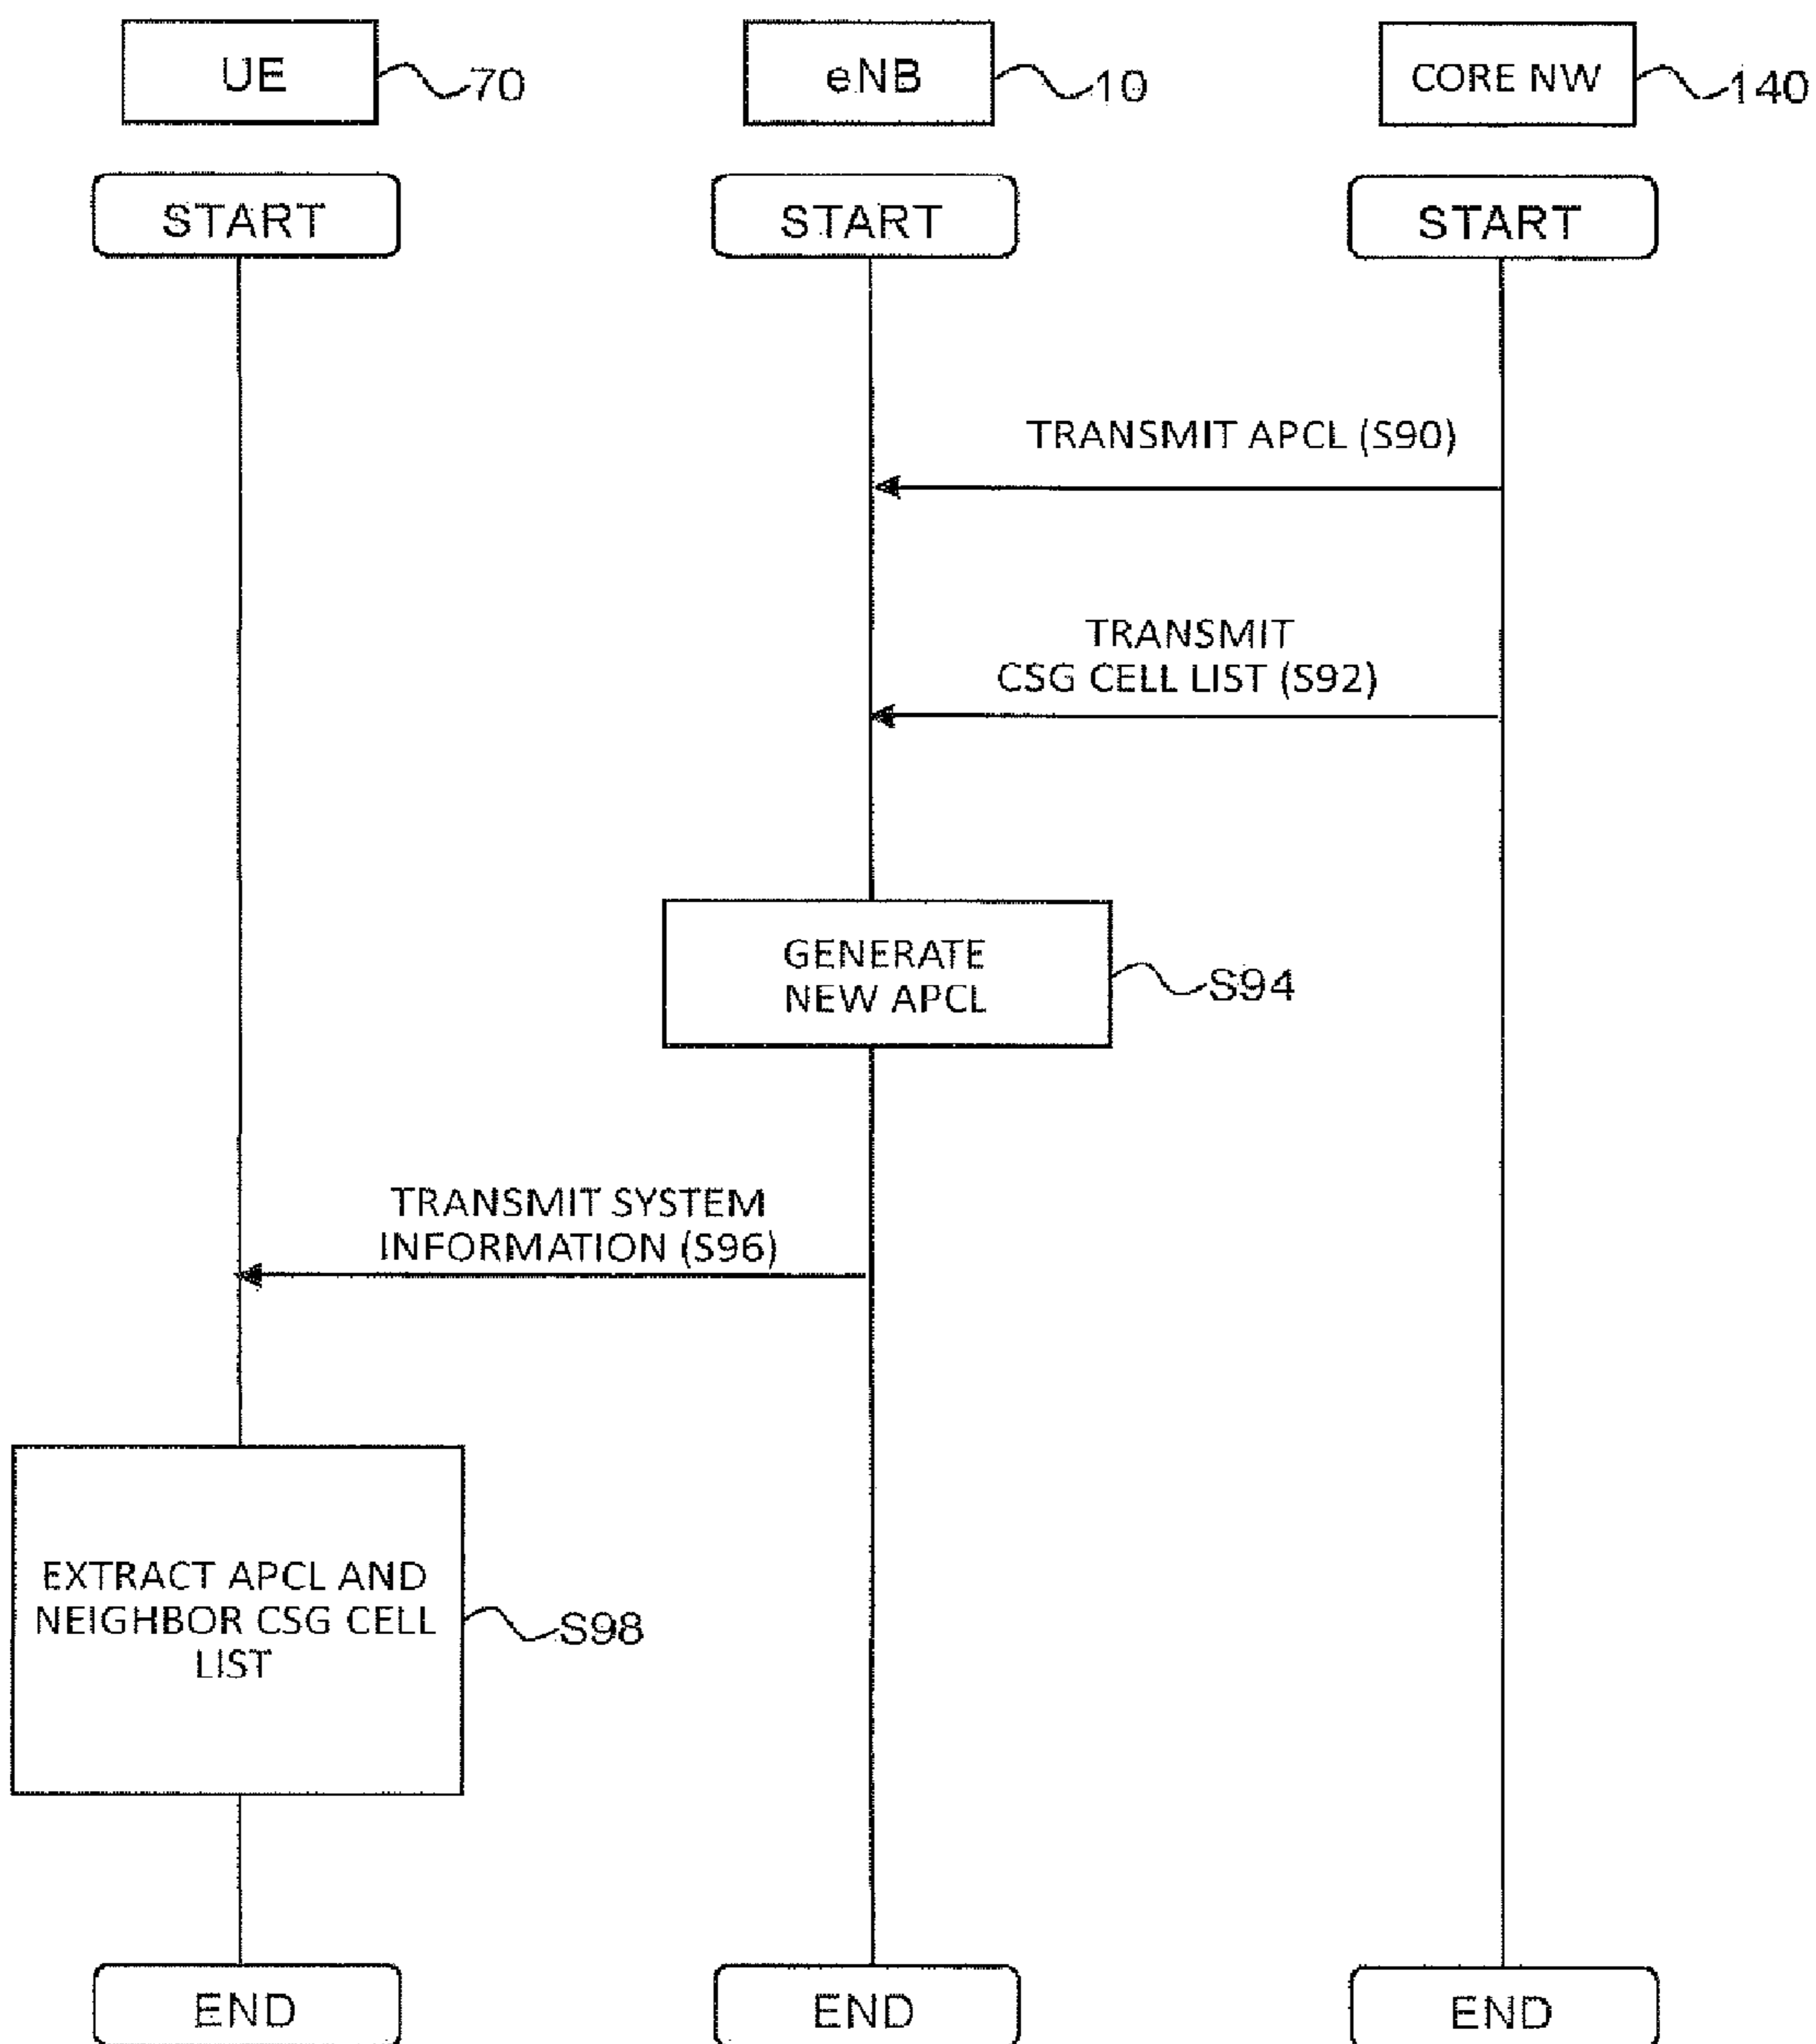 UE
70
eNB
10
CORE NW
140
START
START
START
TRANSMIT APCL (S90)
TRANSMIT
CSG CELL LIST (S92)
GENERATE
NEW APCL
S94
TRANSMIT SYSTEM
INFORMATION (S96)
EXTRACT APCL AND
NEIGHBOR CSG CELL
LIST
S98
END
END
END